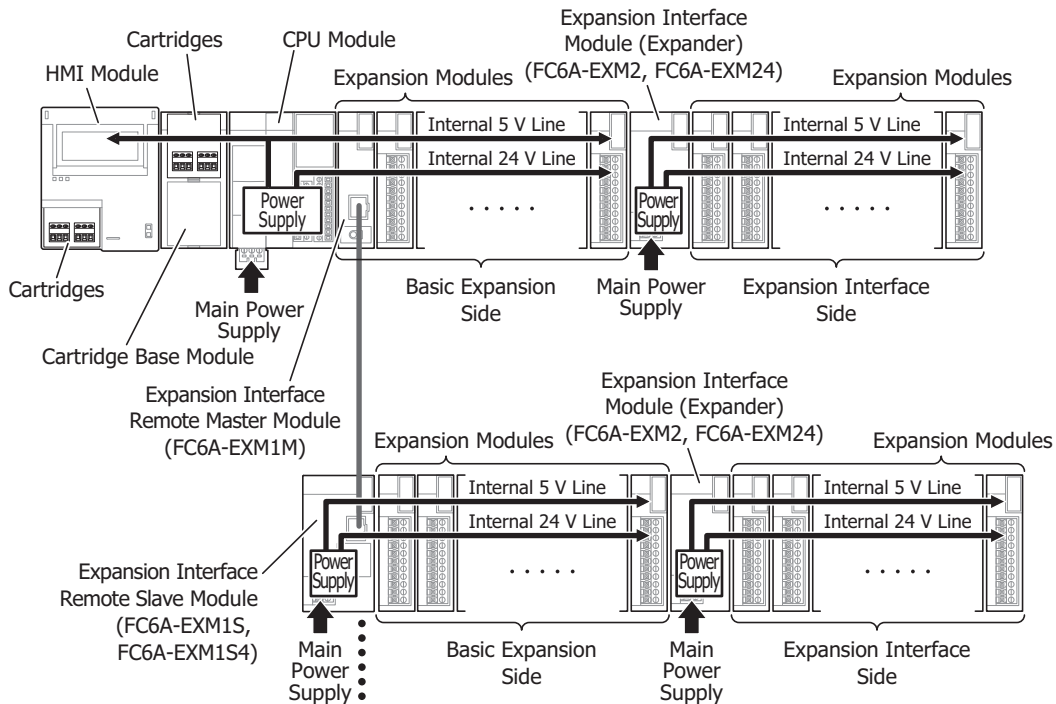 Cartridges
CPU Module
HMI Module
Expansion Interface
Module (Expander)
(FC6A-EXM2, FC6A-EXM24)
Expansion Modules
Expansion Modules
Internal 5 V Line
Internal 24 V Line
Power
Supply
. . . . .
Internal 5 V Line
Internal 24 V Line
Power
Supply
. . . . .
Cartridges
Main Power
Supply
Basic Expansion
Side
Main Power
Supply
Expansion Interface
Side
Cartridge Base Module
Expansion Interface
Remote Master Module
(FC6A-EXM1M)
Expansion Interface
Module (Expander)
(FC6A-EXM2, FC6A-EXM24)
Expansion Modules
Expansion Modules
Internal 5 V Line
Internal 24 V Line
Power
Supply
. . . . .
Internal 5 V Line
Internal 24 V Line
Power
Supply
. . . . .
Expansion Interface
Remote Slave Module
(FC6A-EXM1S,
FC6A-EXM1S4)
Main
Power
Supply
Basic Expansion
Side
Main
Power
Supply
Expansion Interface
Side